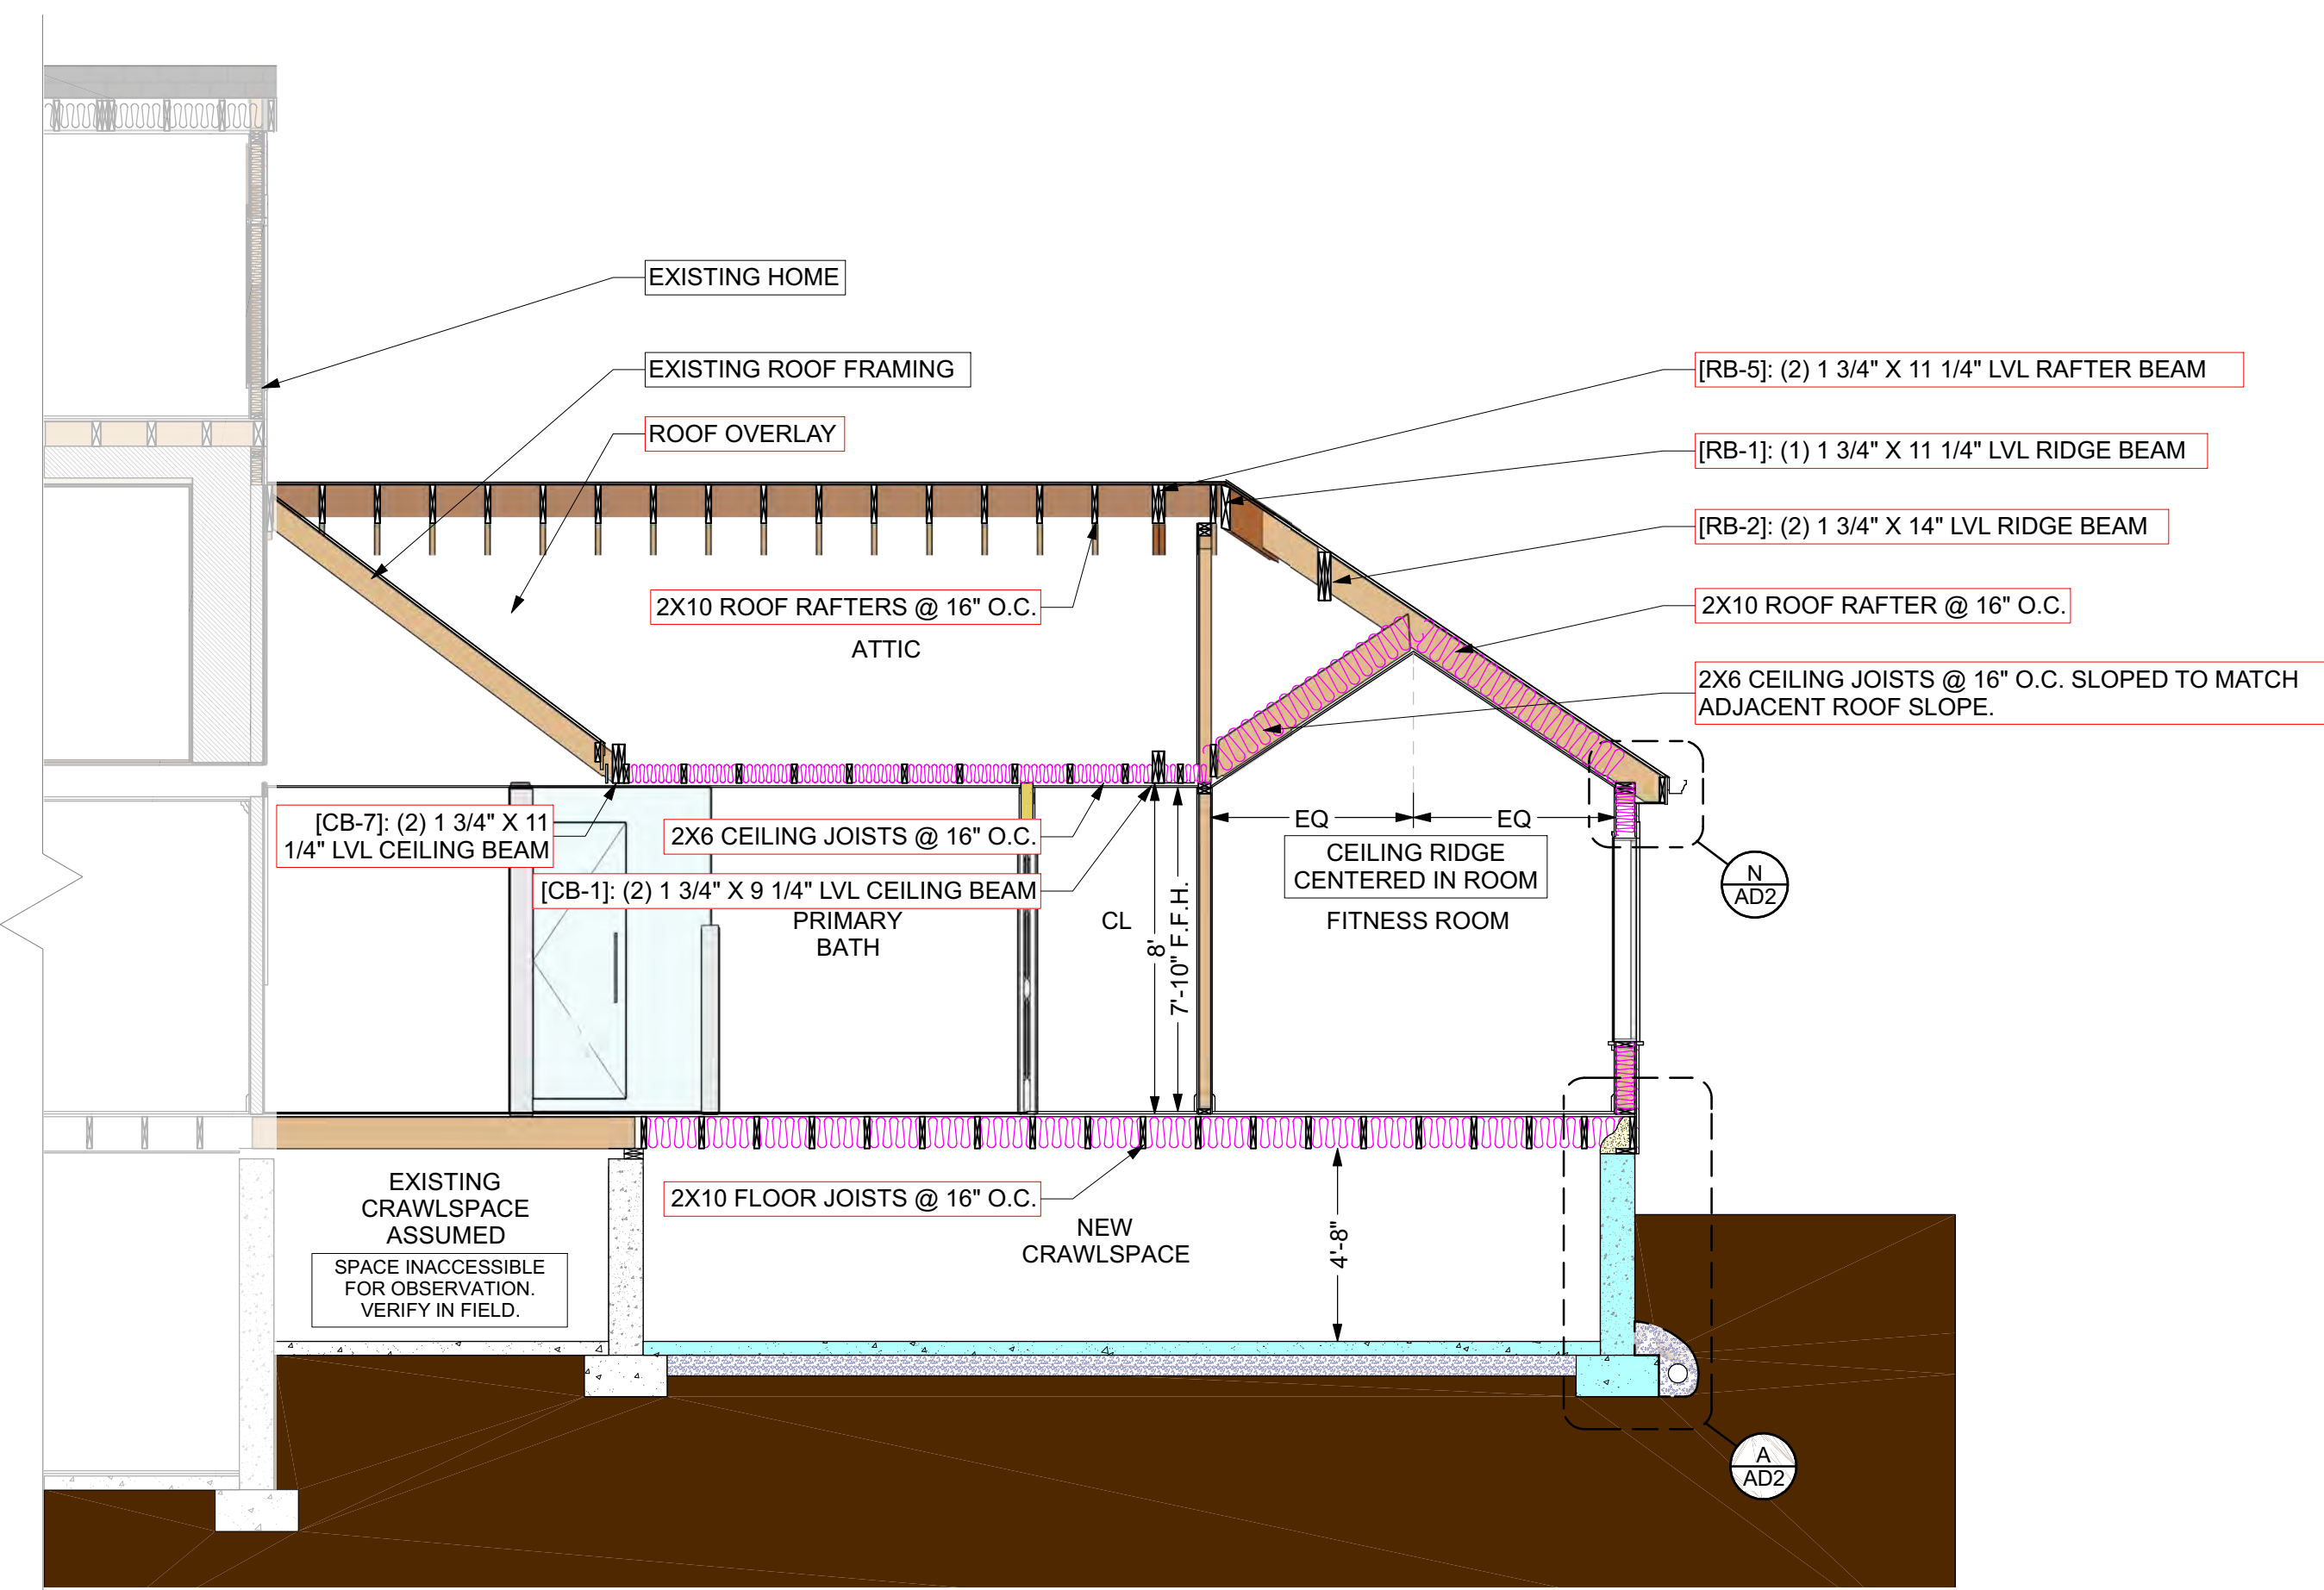 EXISTING HOME
EXISTING ROOF FRAMING
ROOF OVERLAY
[RB-5]: (2) 1 3/4" X 11 1/4" LVL RAFTER BEAM
[RB-1]: (1) 1 3/4" X 11 1/4" LVL RIDGE BEAM
[RB-2]: (2) 1 3/4" X 14" LVL RIDGE BEAM
2X10 ROOF RAFTERS @ 16" O.C.
2X10 ROOF RAFTER @ 16" O.C.
ATTIC
2X6 CEILING JOISTS @ 16" O.C. SLOPED TO MATCH
ADJACENT ROOF SLOPE.
[CB-7]: (2) 1 3/4" X 11
1/4" LVL CEILING BEAM
2X6 CEILING JOISTS @ 16" O.C.
[CB-1]: (2) 1 3/4" X 9 1/4" LVL CEILING BEAM
EQ
EQ
CEILING RIDGE
CENTERED IN ROOM
N
AD2
PRIMARY
BATH
CL
8'
7'-10" F.F.H.
FITNESS ROOM
EXISTING
CRAWLSPACE
ASSUMED
SPACE INACCESSIBLE
FOR OBSERVATION.
VERIFY IN FIELD.
2X10 FLOOR JOISTS @ 16" O.C.
NEW
CRAWLSPACE
4'-8"
A
AD2